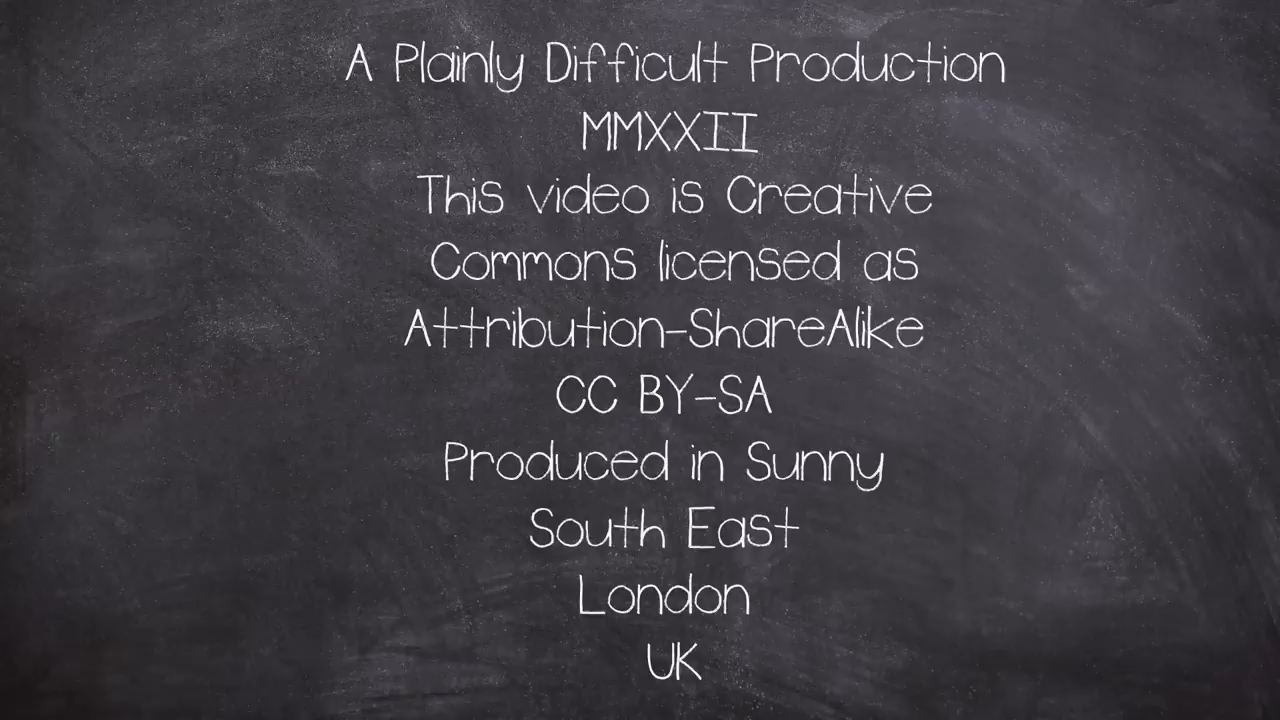 A Plainly Difficult Production
MMXXII
This video is Creative
Commons licensed as
Attribution-ShareAlike
CC BY-SA
Produced in Sunny
South East
London
UK